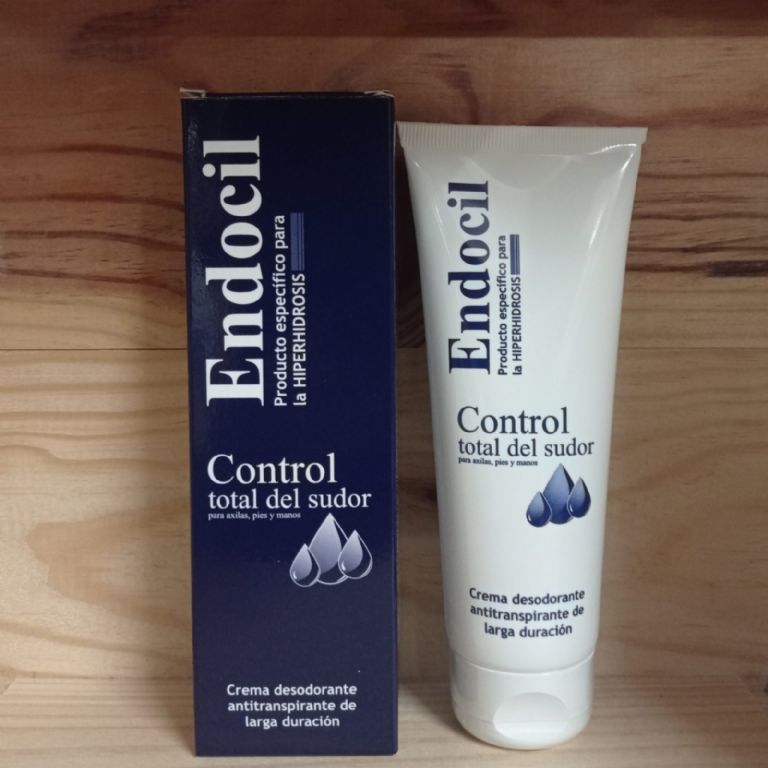 Endocil
Producto específico para
la HIPERHIDROSIS
Control
total del sudor
para axilas, pies y manos
Crema desodorante
antitranspirante de
larga duración
Endocil
Producto específico para
la HIPERHIDROSIS
Control
total del sudor
para axilas, pies y manos
Crema desodorante
antitranspirante de
larga duración